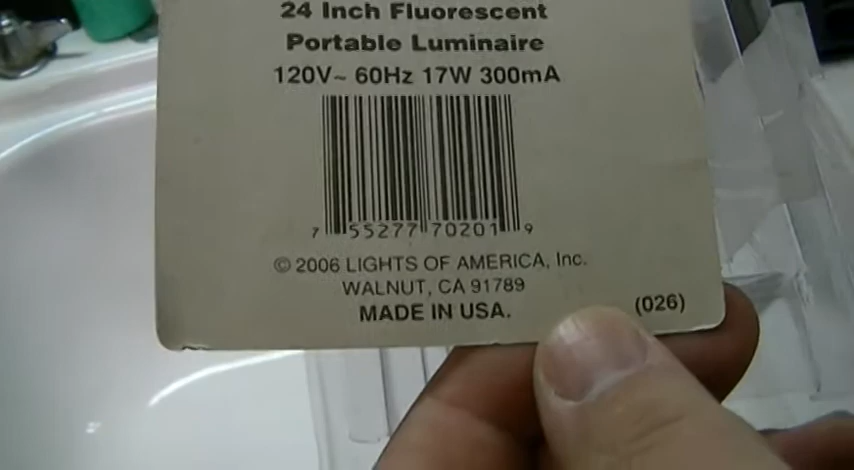 24 Inch Fluorescent
Portable Luminaire
120V~ 60Hz 17W 300mA
7 55277 70201 9
© 2006 LIGHTS OF AMERICA, Inc.
WALNUT, CA 91789
MADE IN USA.
(026)